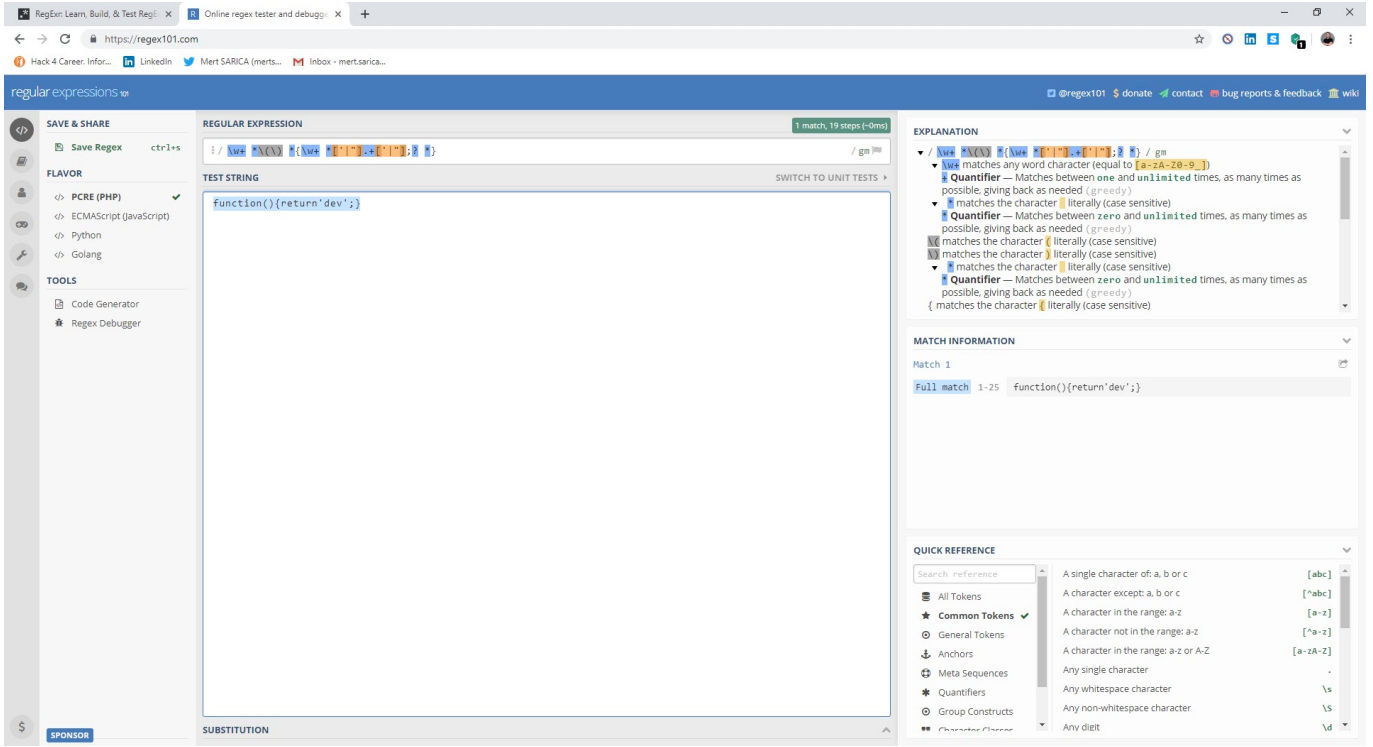 RegExr: Learn, Build, & Test RegE
Online regex tester and debugge
https://regex101.com
Hack 4 Career. Infor...
LinkedIn
Mert SARICA (merts...
Inbox - mert.sarica...
regular expressions 101
@regex101
$ donate
contact
bug reports & feedback
wiki
SAVE & SHARE
Save Regex ctrl+s
FLAVOR
</> PCRE (PHP)
</> ECMAScript (JavaScript)
</> Python
</> Golang
TOOLS
Code Generator
Regex Debugger
SPONSOR
REGULAR EXPRESSION
1 match, 19 steps (~0ms)
/ \w+ *\(\) *{\w+ *['|"].+['|"];? *} / gm
TEST STRING
SWITCH TO UNIT TESTS
function(){return'dev';}
SUBSTITUTION
EXPLANATION
/ \w+ *\(\) *{\w+ *['|"].+['|"];? *} / gm
\w+ matches any word character (equal to [a-zA-Z0-9_])
+ Quantifier — Matches between one and unlimited times, as many times as
possible, giving back as needed (greedy)
* matches the character literally (case sensitive)
* Quantifier — Matches between zero and unlimited times, as many times as
possible, giving back as needed (greedy)
\( matches the character ( literally (case sensitive)
\) matches the character ) literally (case sensitive)
* matches the character literally (case sensitive)
* Quantifier — Matches between zero and unlimited times, as many times as
possible, giving back as needed (greedy)
{ matches the character { literally (case sensitive)
MATCH INFORMATION
Match 1
Full match 1-25 function(){return'dev';}
QUICK REFERENCE
Search reference
All Tokens
Common Tokens
General Tokens
Anchors
Meta Sequences
Quantifiers
Group Constructs
Character Classes
A single character of: a, b or c [abc]
A character except: a, b or c [^abc]
A character in the range: a-z [a-z]
A character not in the range: a-z [^a-z]
A character in the range: a-z or A-Z [a-zA-Z]
Any single character .
Any whitespace character \s
Any non-whitespace character \S
Any digit \d